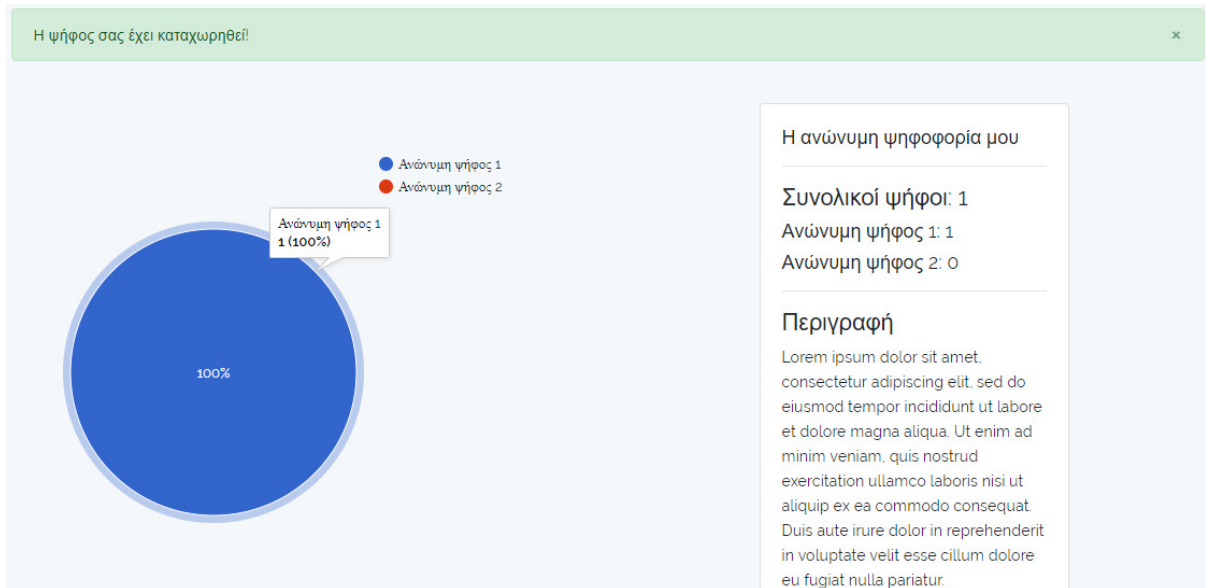 Η ψήφος σας έχει καταχωρηθεί!
×
Ανώνυμη ψήφος 1
Ανώνυμη ψήφος 2
Ανώνυμη ψήφος 1
1 (100%)
100%
Η ανώνυμη ψηφοφορία μου
Συνολικοί ψήφοι: 1
Ανώνυμη ψήφος 1: 1
Ανώνυμη ψήφος 2: 0
Περιγραφή
Lorem ipsum dolor sit amet,
consectetur adipiscing elit, sed do
eiusmod tempor incididunt ut labore
et dolore magna aliqua. Ut enim ad
minim veniam, quis nostrud
exercitation ullamco laboris nisi ut
aliquip ex ea commodo consequat.
Duis aute irure dolor in reprehenderit
in voluptate velit esse cillum dolore
eu fugiat nulla pariatur.